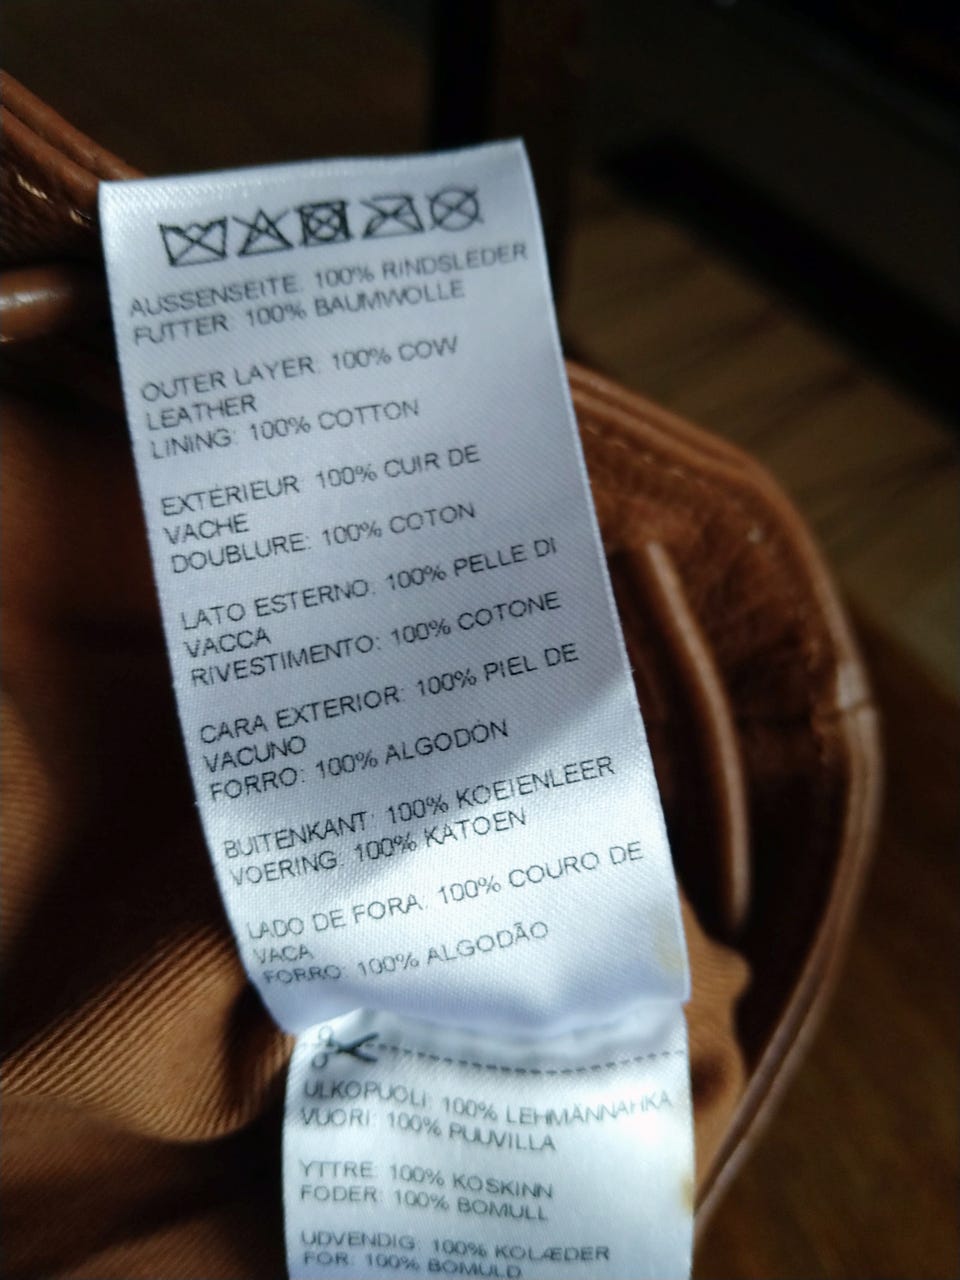 AUSSENSEITE: 100% RINDSLEDER
FUTTER: 100% BAUMWOLLE
OUTER LAYER: 100% COW
LEATHER
LINING: 100% COTTON
EXTÉRIEUR: 100% CUIR DE
VACHE
DOUBLURE: 100% COTON
LATO ESTERNO: 100% PELLE DI
VACCA
RIVESTIMENTO: 100% COTONE
CARA EXTERIOR: 100% PIEL DE
VACUNO
FORRO: 100% ALGODÓN
BUITENKANT: 100% KOEIENLEER
VOERING: 100% KATOEN
LADO DE FORA: 100% COURO DE
VACA
FORRO: 100% ALGODÃO
ULKOPUOLI: 100% LEHMÄNNAHKA
VUORI: 100% PUUVILLA
YTTRE: 100% KOSKINN
FODER: 100% BOMULL
UDVENDIG: 100% KOLÆDER
FOR: 100% BOMULD